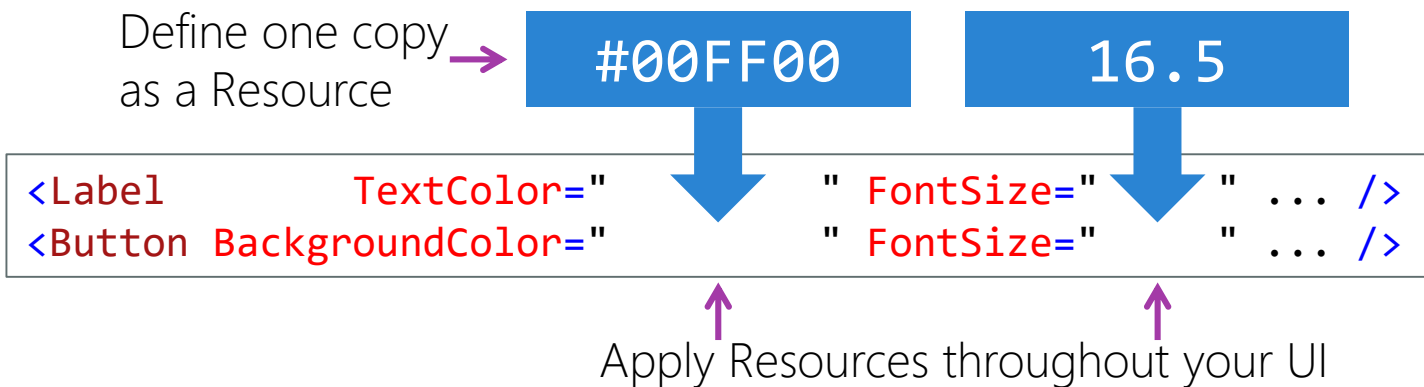 Define one copy
as a Resource
#00FF00
16.5
<Label TextColor=" " FontSize=" " ... />
<Button BackgroundColor=" " FontSize=" " ... />
Apply Resources throughout your UI